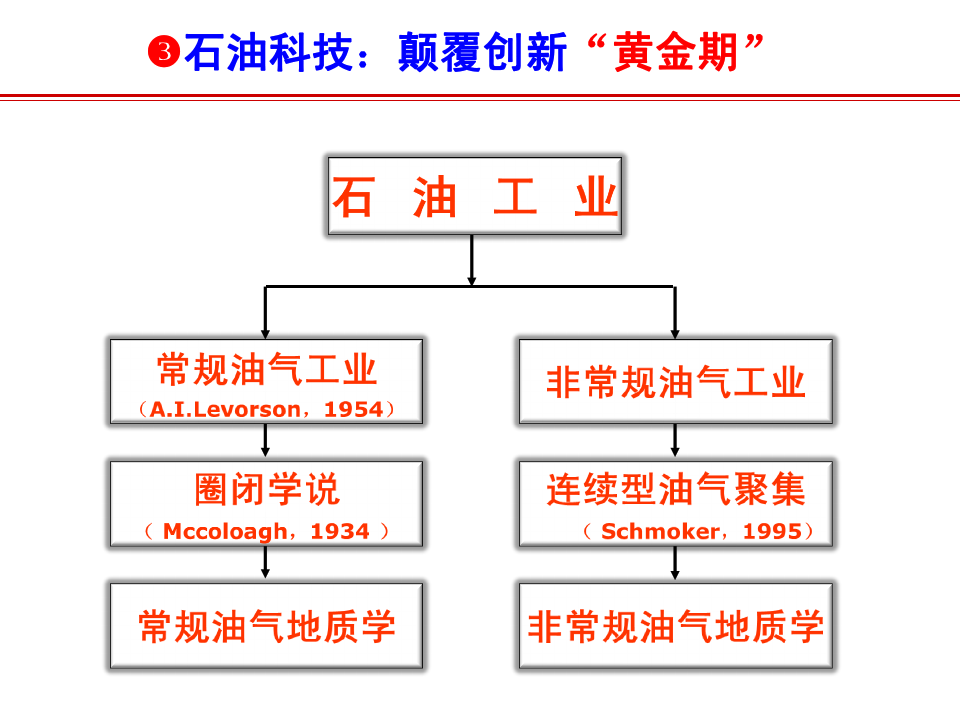 ❸石油科技：颠覆创新“黄金期”
石 油 工 业
常规油气工业
（A.I.Levorson，1954）
圈闭学说
（ Mccoloagh，1934 ）
常规油气地质学
非常规油气工业
连续型油气聚集
（ Schmoker，1995）
非常规油气地质学